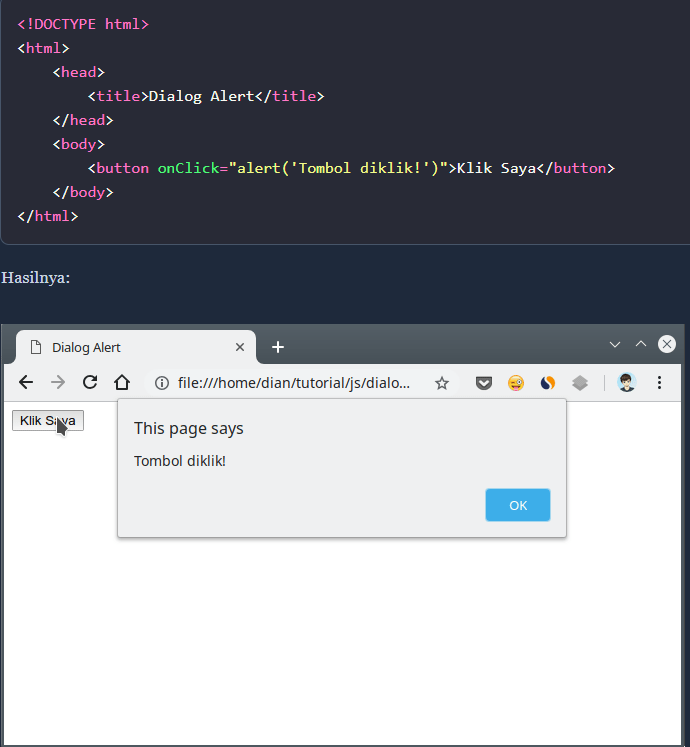 <!DOCTYPE html>
<html>
    <head>
        <title>Dialog Alert</title>
    </head>
    <body>
        <button onClick="alert('Tombol diklik!')">Klik Saya</button>
    </body>
</html>
Hasilnya:
Dialog Alert
file:///home/dian/tutorial/js/dialo...
Klik Saya
This page says
Tombol diklik!
OK